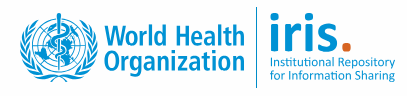 World Health
Organization
iris.
Institutional Repository
for Information Sharing